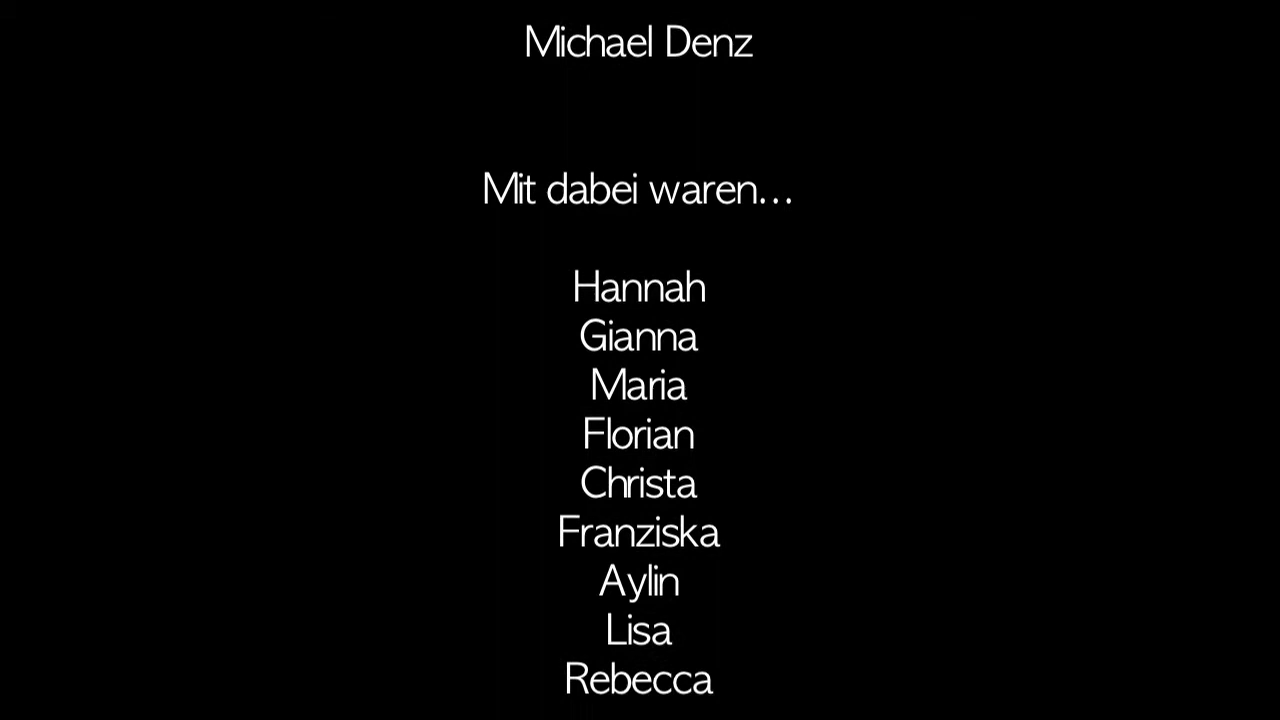 Michael Denz
Mit dabei waren...
Hannah
Gianna
Maria
Florian
Christa
Franziska
Aylin
Lisa
Rebecca